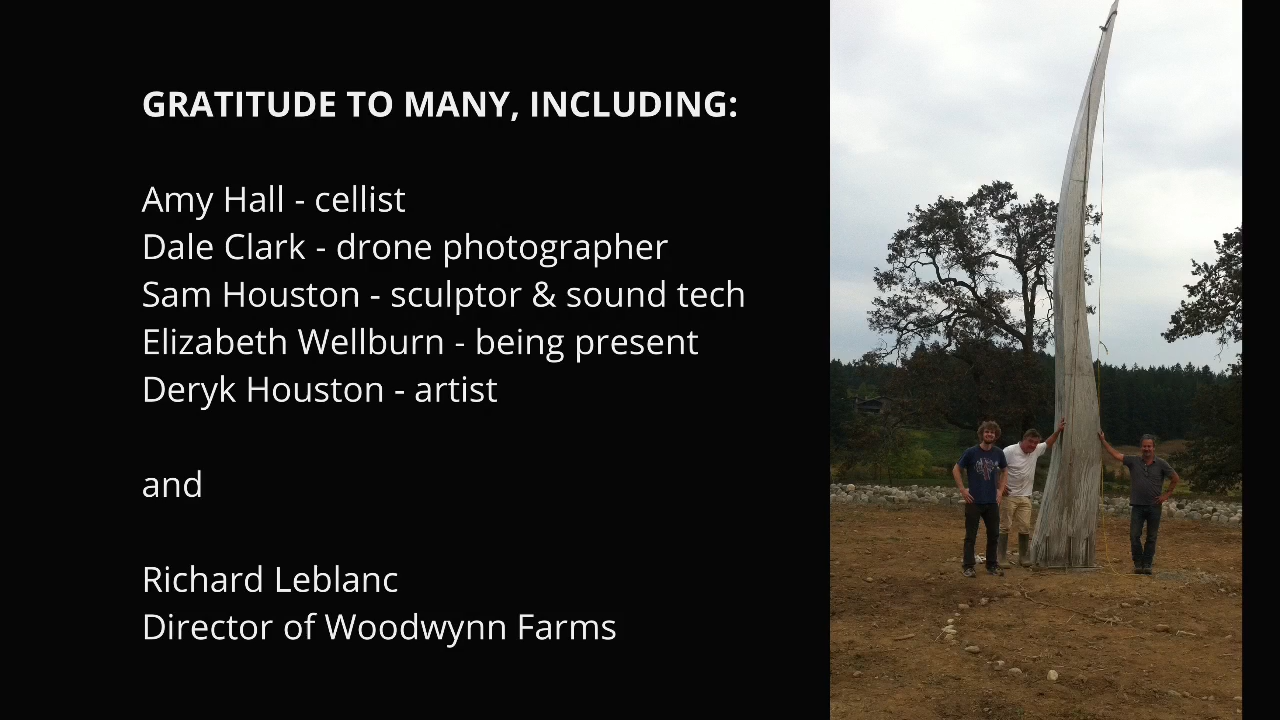 GRATITUDE TO MANY, INCLUDING:
Amy Hall - cellist
Dale Clark - drone photographer
Sam Houston - sculptor & sound tech
Elizabeth Wellburn - being present
Deryk Houston - artist
and
Richard Leblanc
Director of Woodwynn Farms